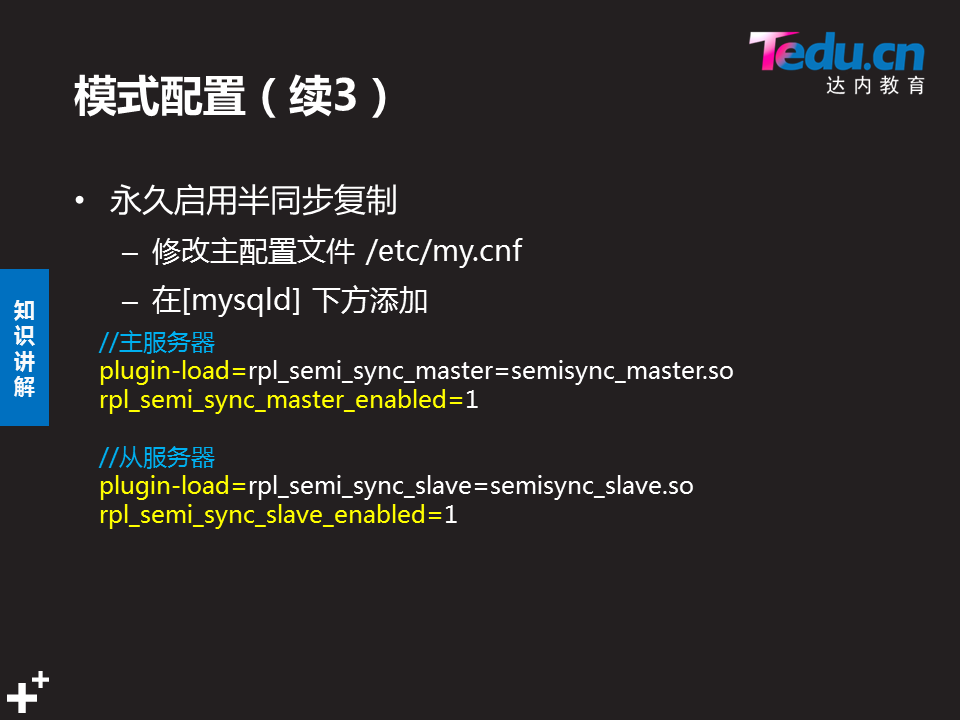 Tedu.cn
达内教育
模式配置（续3）
• 永久启用半同步复制
– 修改主配置文件 /etc/my.cnf
– 在[mysqld] 下方添加
知识讲解
//主服务器
plugin-load=rpl_semi_sync_master=semisync_master.so
rpl_semi_sync_master_enabled=1
//从服务器
plugin-load=rpl_semi_sync_slave=semisync_slave.so
rpl_semi_sync_slave_enabled=1